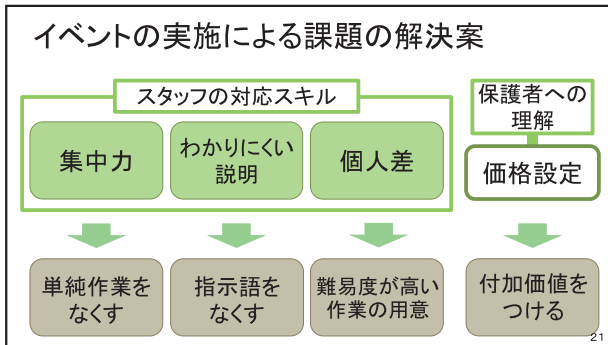 イベントの実施による課題の解決案
スタッフの対応スキル
保護者への
理解
集中力
わかりにくい
説明
個人差
価格設定
単純作業を
なくす
指示語を
なくす
難易度が高い
作業の用意
付加価値を
つける
21